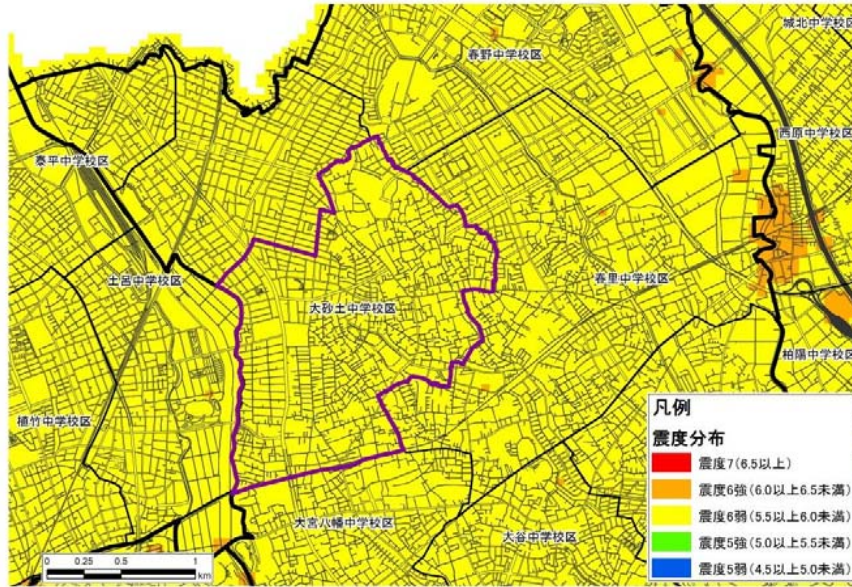 城北中学校区
春野中学校区
西原中学校区
泰平中学校区
土呂中学校区
春里中学校区
大砂土中学校区
柏陽中学校区
植竹中学校区
大宮八幡中学校区
大谷中学校区
凡例
震度分布
震度7(6.5以上)
震度6強(6.0以上6.5未満)
震度6弱(5.5以上6.0未満)
震度5強(5.0以上5.5未満)
震度5弱(4.5以上5.0未満)
0 0.25 0.5 1
km